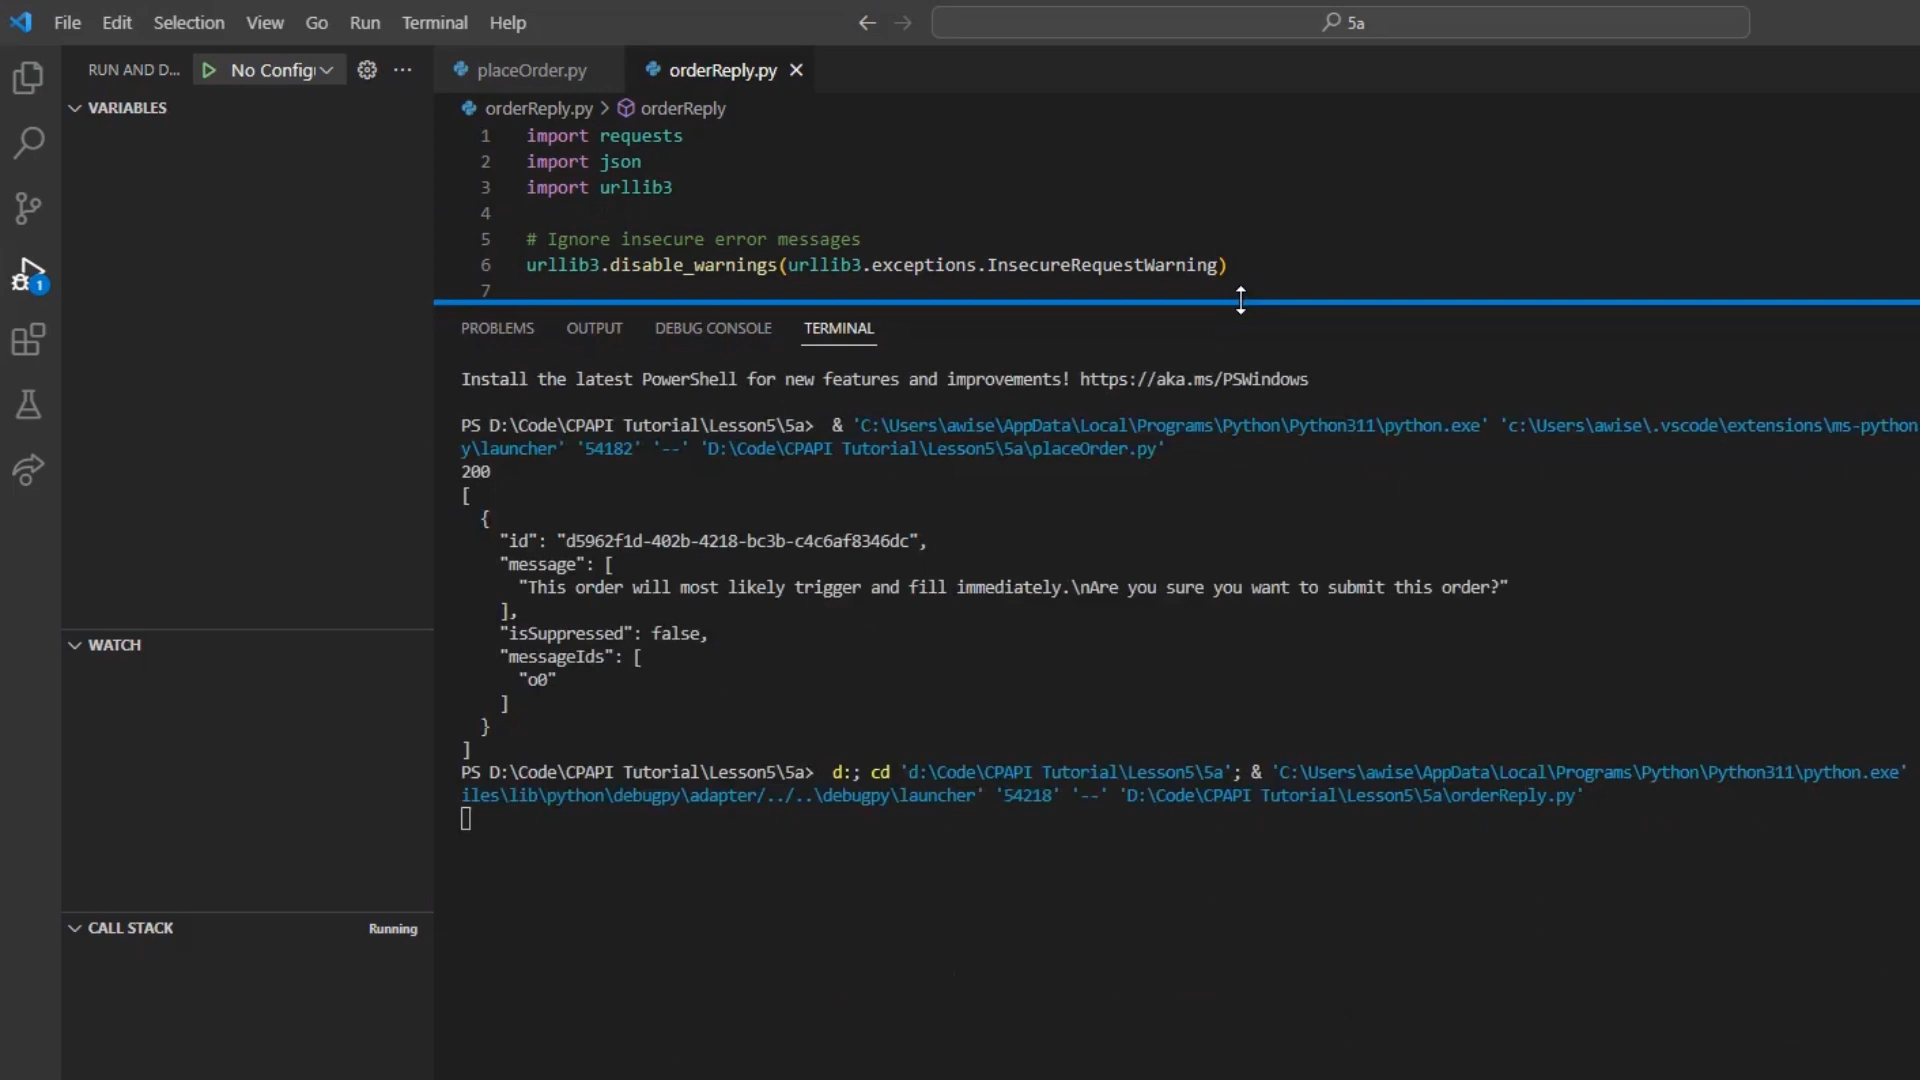 File Edit Selection View Go Run Terminal Help
5a
RUN AND D... No Config
placeOrder.py
orderReply.py
VARIABLES
orderReply.py > orderReply
1 import requests
2 import json
3 import urllib3
4
5 # Ignore insecure error messages
6 urllib3.disable_warnings(urllib3.exceptions.InsecureRequestWarning)
7
1
PROBLEMS OUTPUT DEBUG CONSOLE TERMINAL
Install the latest PowerShell for new features and improvements! https://aka.ms/PSWindows
PS D:\Code\CPAPI Tutorial\Lesson5\5a>  & 'C:\Users\awise\AppData\Local\Programs\Python\Python311\python.exe' 'c:\Users\awise\.vscode\extensions\ms-python
y\launcher' '54182' '--' 'D:\Code\CPAPI Tutorial\Lesson5\5a\placeOrder.py'
200
[
{
"id": "d5962f1d-402b-4218-bc3b-c4c6af8346dc",
"message": [
"This order will most likely trigger and fill immediately.\nAre you sure you want to submit this order?"
],
"isSuppressed": false,
"messageIds": [
"o0"
]
}
]
PS D:\Code\CPAPI Tutorial\Lesson5\5a>  d:; cd 'd:\Code\CPAPI Tutorial\Lesson5\5a'; & 'C:\Users\awise\AppData\Local\Programs\Python\Python311\python.exe'
iles\lib\python\debugpy\adapter/../..\debugpy\launcher' '54218' '--' 'D:\Code\CPAPI Tutorial\Lesson5\5a\orderReply.py'
WATCH
CALL STACK Running